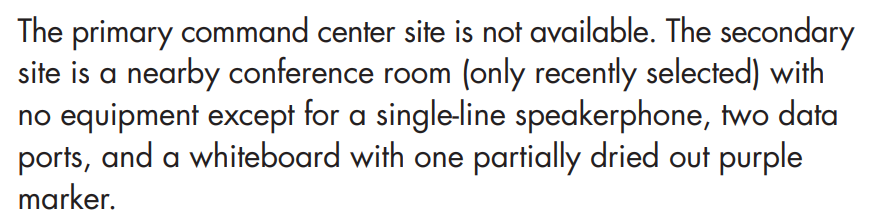 The primary command center site is not available. The secondary
site is a nearby conference room (only recently selected) with
no equipment except for a single-line speakerphone, two data
ports, and a whiteboard with one partially dried out purple
marker.